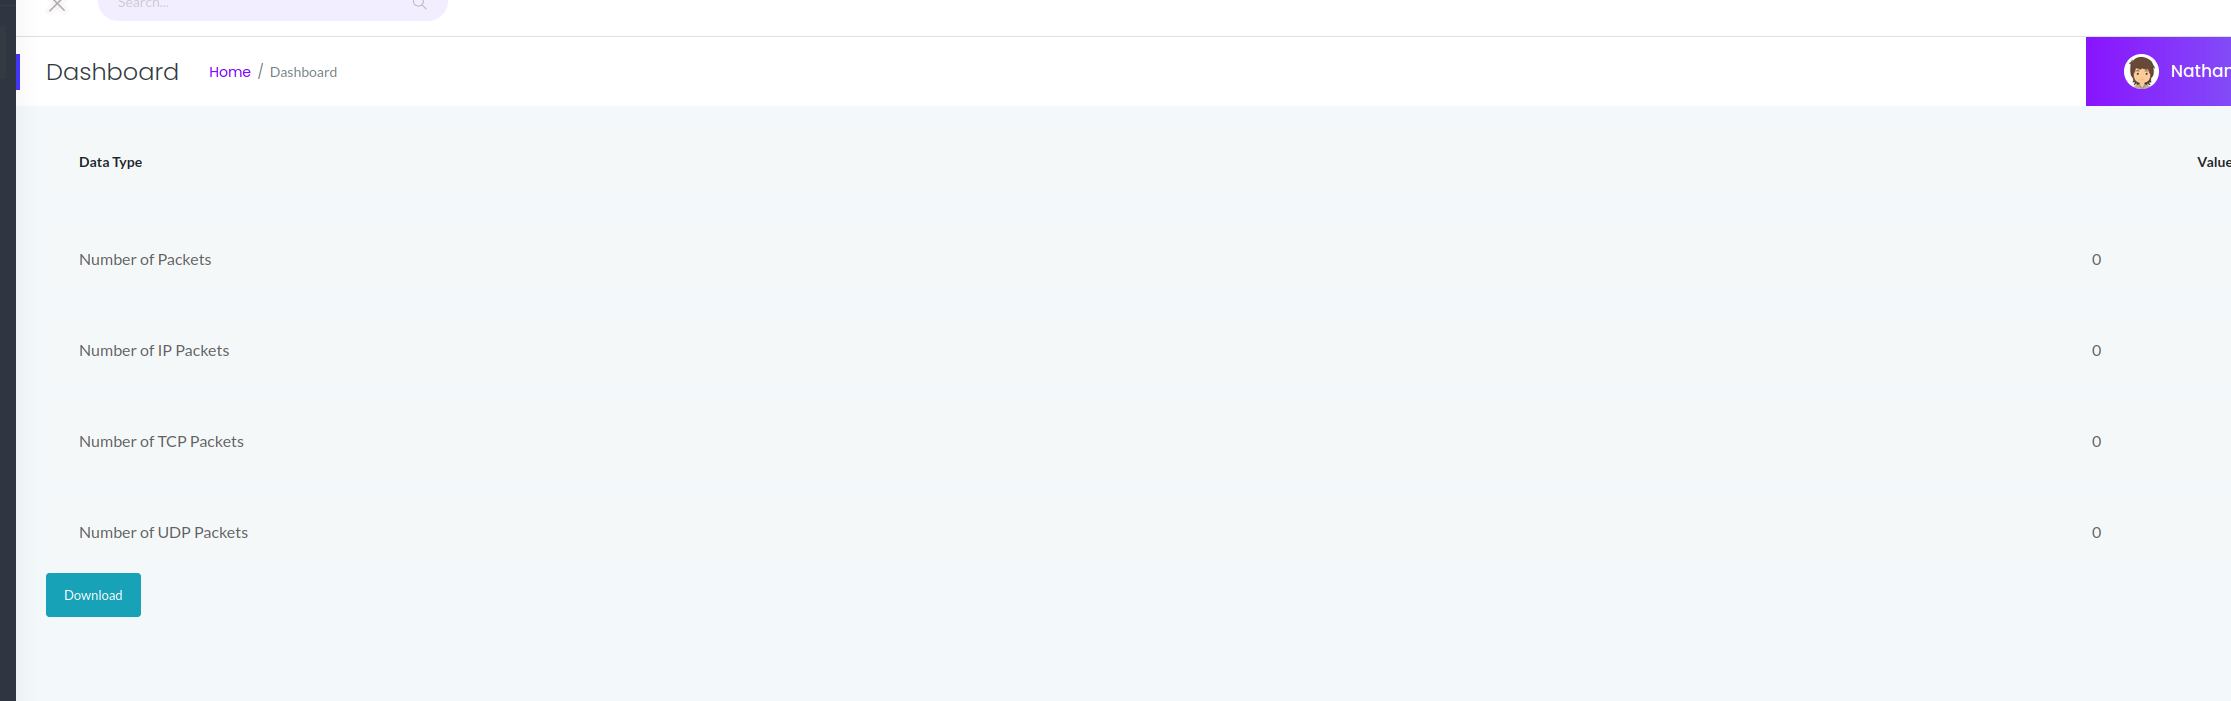 Search...
Dashboard Home / Dashboard
Nathan
Data Type Value
Number of Packets 0
Number of IP Packets 0
Number of TCP Packets 0
Number of UDP Packets 0
Download